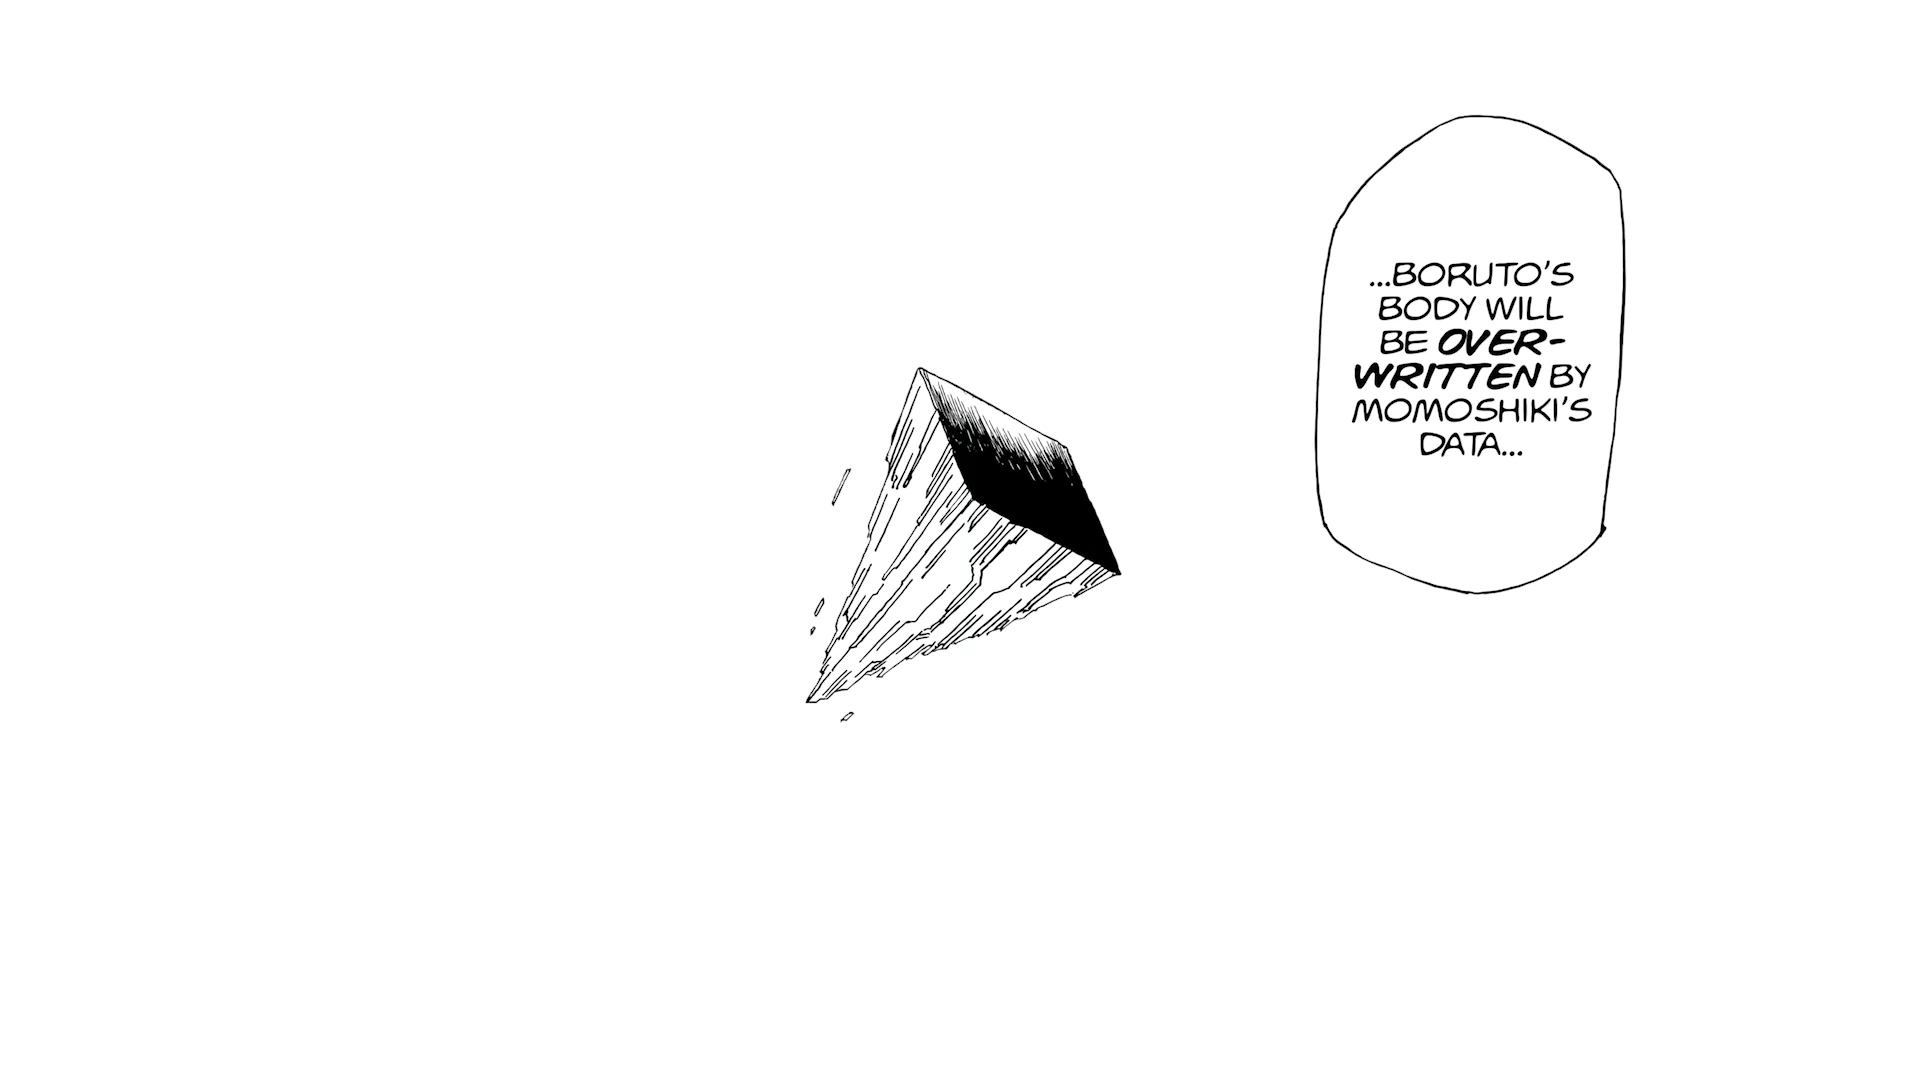 ...BORUTO'S
BODY WILL
BE OVER-
WRITTEN BY
MOMOSHIKI'S
DATA...